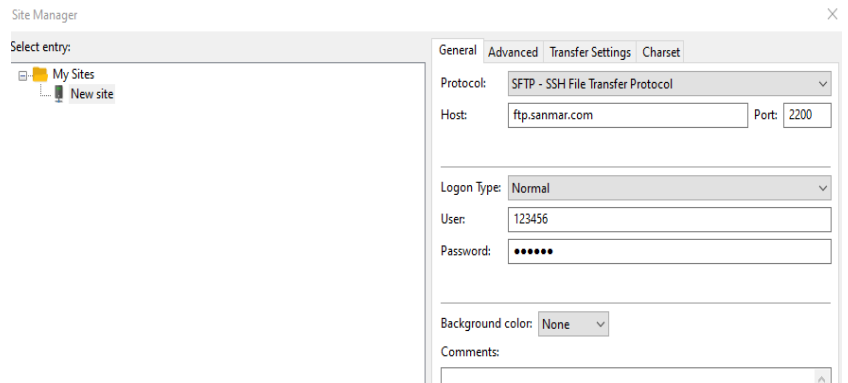 Site Manager
Select entry:
My Sites
New site
General Advanced Transfer Settings Charset
Protocol: SFTP - SSH File Transfer Protocol
Host: ftp.sanmar.com Port: 2200
Logon Type: Normal
User: 123456
Password: ••••••
Background color: None
Comments: